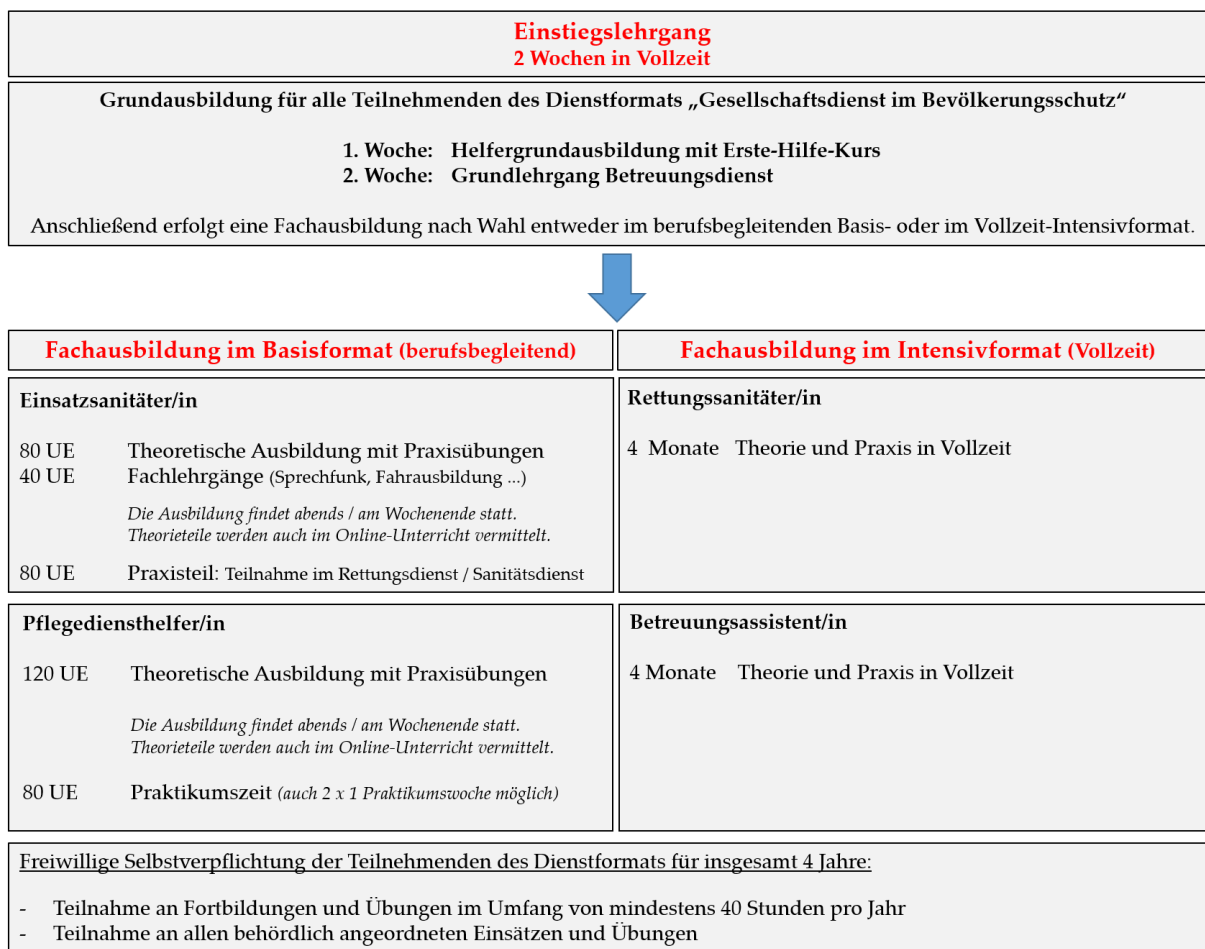 Einstiegslehrgang
2 Wochen in Vollzeit
Grundausbildung für alle Teilnehmenden des Dienstformats „Gesellschaftsdienst im Bevölkerungsschutz“
1. Woche: Helfergrundausbildung mit Erste-Hilfe-Kurs
2. Woche: Grundlehrgang Betreuungsdienst
Anschließend erfolgt eine Fachausbildung nach Wahl entweder im berufsbegleitenden Basis- oder im Vollzeit-Intensivformat.
Fachausbildung im Basisformat (berufsbegleitend)
Einsatzsanitäter/in
80 UE Theoretische Ausbildung mit Praxisübungen
40 UE Fachlehrgänge (Sprechfunk, Fahrausbildung ...)
Die Ausbildung findet abends / am Wochenende statt.
Theorieteile werden auch im Online-Unterricht vermittelt.
80 UE Praxisteil: Teilnahme im Rettungsdienst / Sanitätsdienst
Pflegediensthelfer/in
120 UE Theoretische Ausbildung mit Praxisübungen
Die Ausbildung findet abends / am Wochenende statt.
Theorieteile werden auch im Online-Unterricht vermittelt.
80 UE Praktikumszeit (auch 2 x 1 Praktikumswoche möglich)
Fachausbildung im Intensivformat (Vollzeit)
Rettungssanitäter/in
4 Monate Theorie und Praxis in Vollzeit
Betreuungsassistent/in
4 Monate Theorie und Praxis in Vollzeit
Freiwillige Selbstverpflichtung der Teilnehmenden des Dienstformats für insgesamt 4 Jahre:
- Teilnahme an Fortbildungen und Übungen im Umfang von mindestens 40 Stunden pro Jahr
- Teilnahme an allen behördlich angeordneten Einsätzen und Übungen